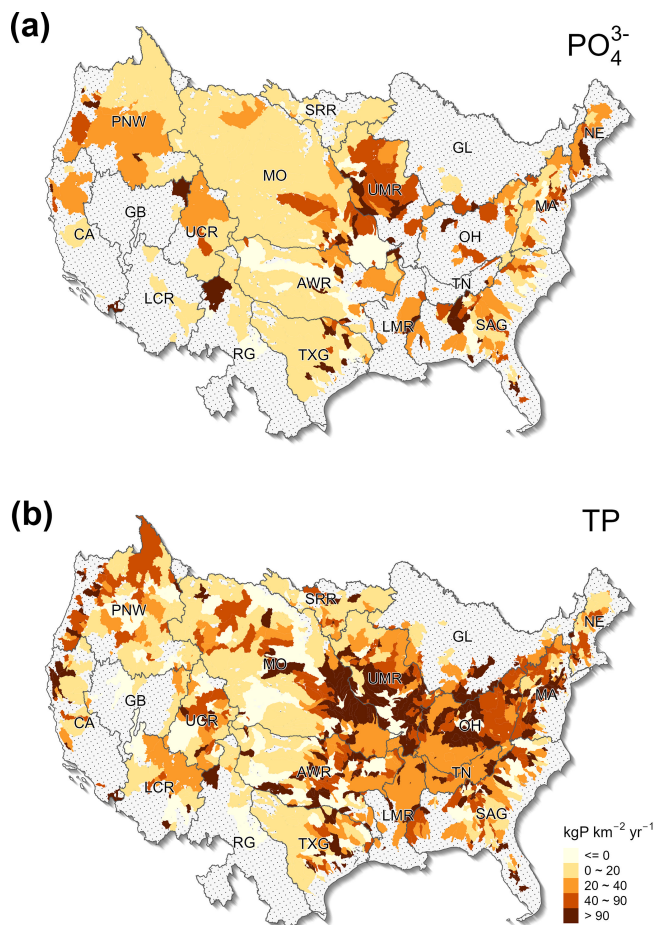 (a)
PO₄³⁻
SRR
PNW
GL
NE
MO
UMR
MA
GB
CA
UCR
OH
AWR
TN
LCR
LMR
SAG
RG
TXG
(b)
TP
SRR
PNW
NE
GL
MO
UMR
MA
GB
UCR
CA
OH
AWR
TN
LCR
LMR
SAG
RG
TXG
kgP km⁻² yr⁻¹
<= 0
0 ~ 20
20 ~ 40
40 ~ 90
> 90